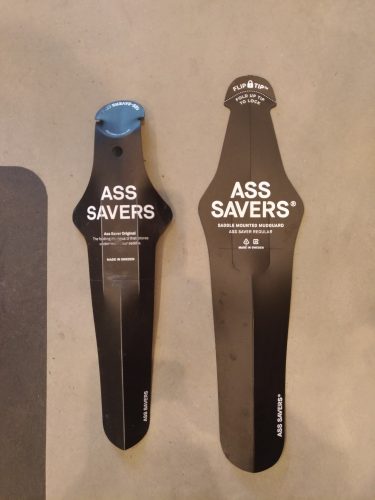 ASS
SAVERS
Ass Saver Original
MADE IN SWEDEN
ASS SAVERS
FLIP TIP™
FOLD UP TIP
TO LOCK
ASS
SAVERS®
SADDLE MOUNTED MUDGUARD
ASS SAVER REGULAR
MADE IN SWEDEN
ASS SAVERS®